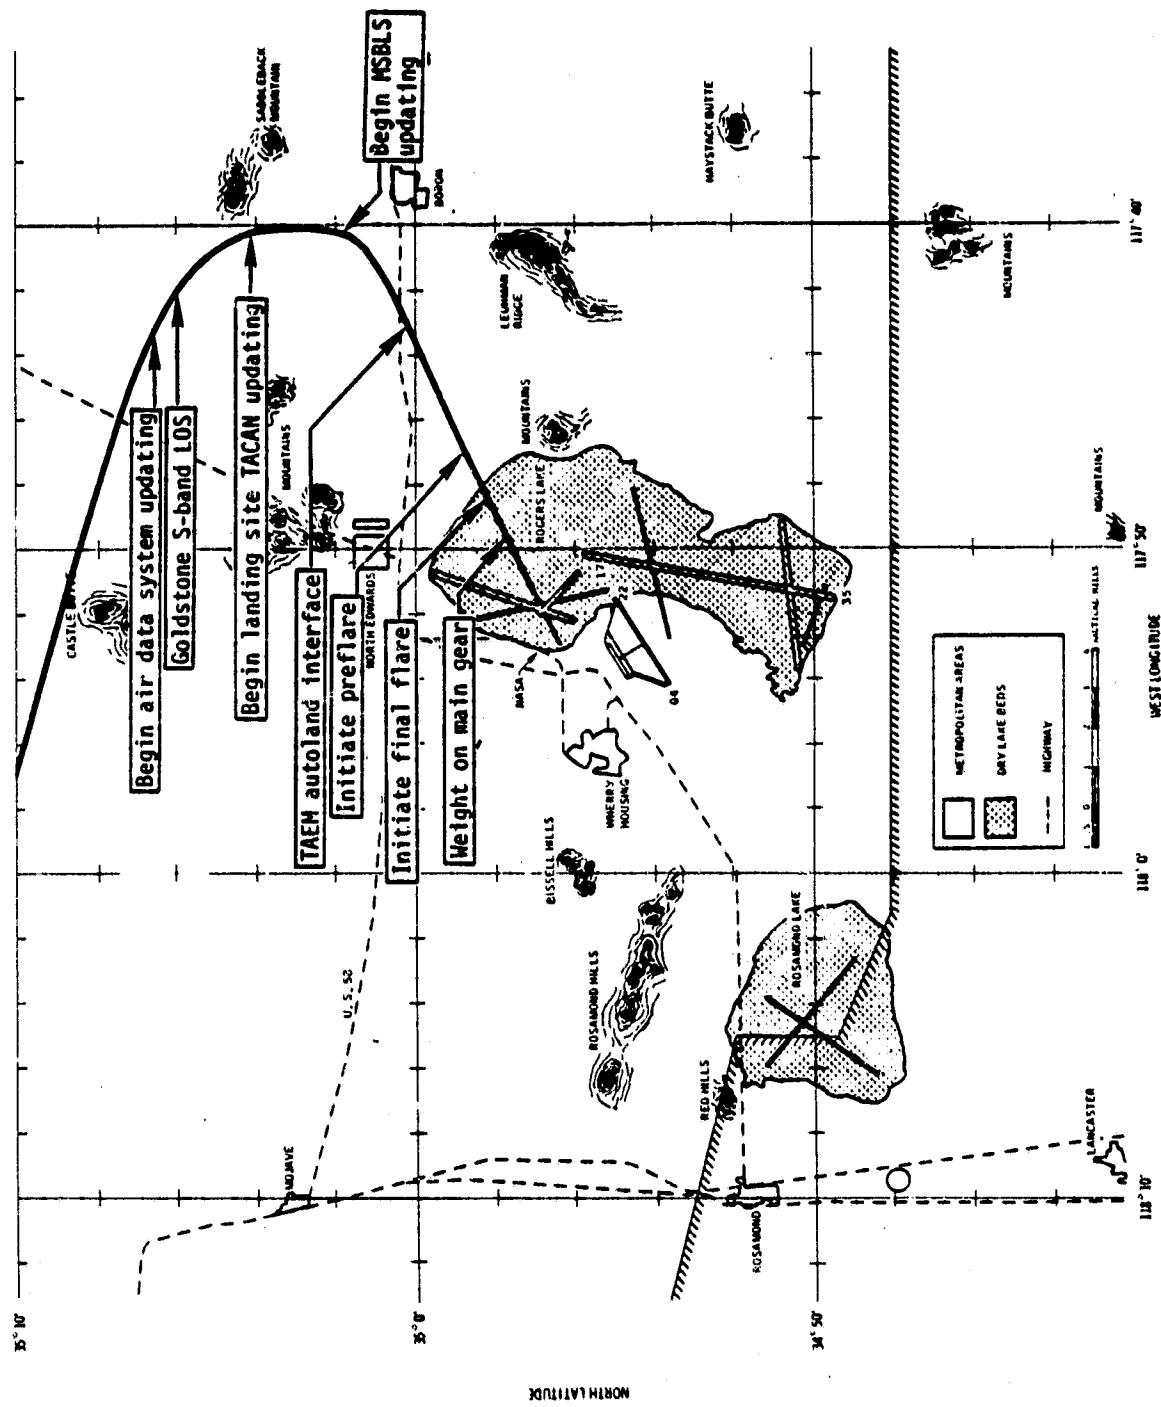 Begin MSBLS
updating
Begin air data system updating
Goldstone S-band LOS
Begin landing site TACAN updating
TAEM autoland interface
Initiate preflare
Initiate final flare
Weight on main gear
SADDLEBACK
MOUNTAIN
BORON
HAYSTACK BUTTE
LEUHMAN
RIDGE
MOUNTAINS
MOUNTAINS
MOUNTAINS
MOUNTAINS
CASTLE
NORTH EDWARDS
ROGERS LAKE
NASA
17
22
04
35
WHERRY
HOUSING
BISSELL HILLS
ROSAMOND HILLS
ROSAMOND LAKE
RED HILLS
ROSAMOND
LANCASTER
MOJAVE
METROPOLITAN AREAS
DRY LAKE BEDS
HIGHWAY
NAUTICAL MILES
35° 10'
35° 0'
34° 50'
NORTH LATITUDE
117° 40'
117° 50'
118° 0'
118° 10'
WEST LONGITUDE